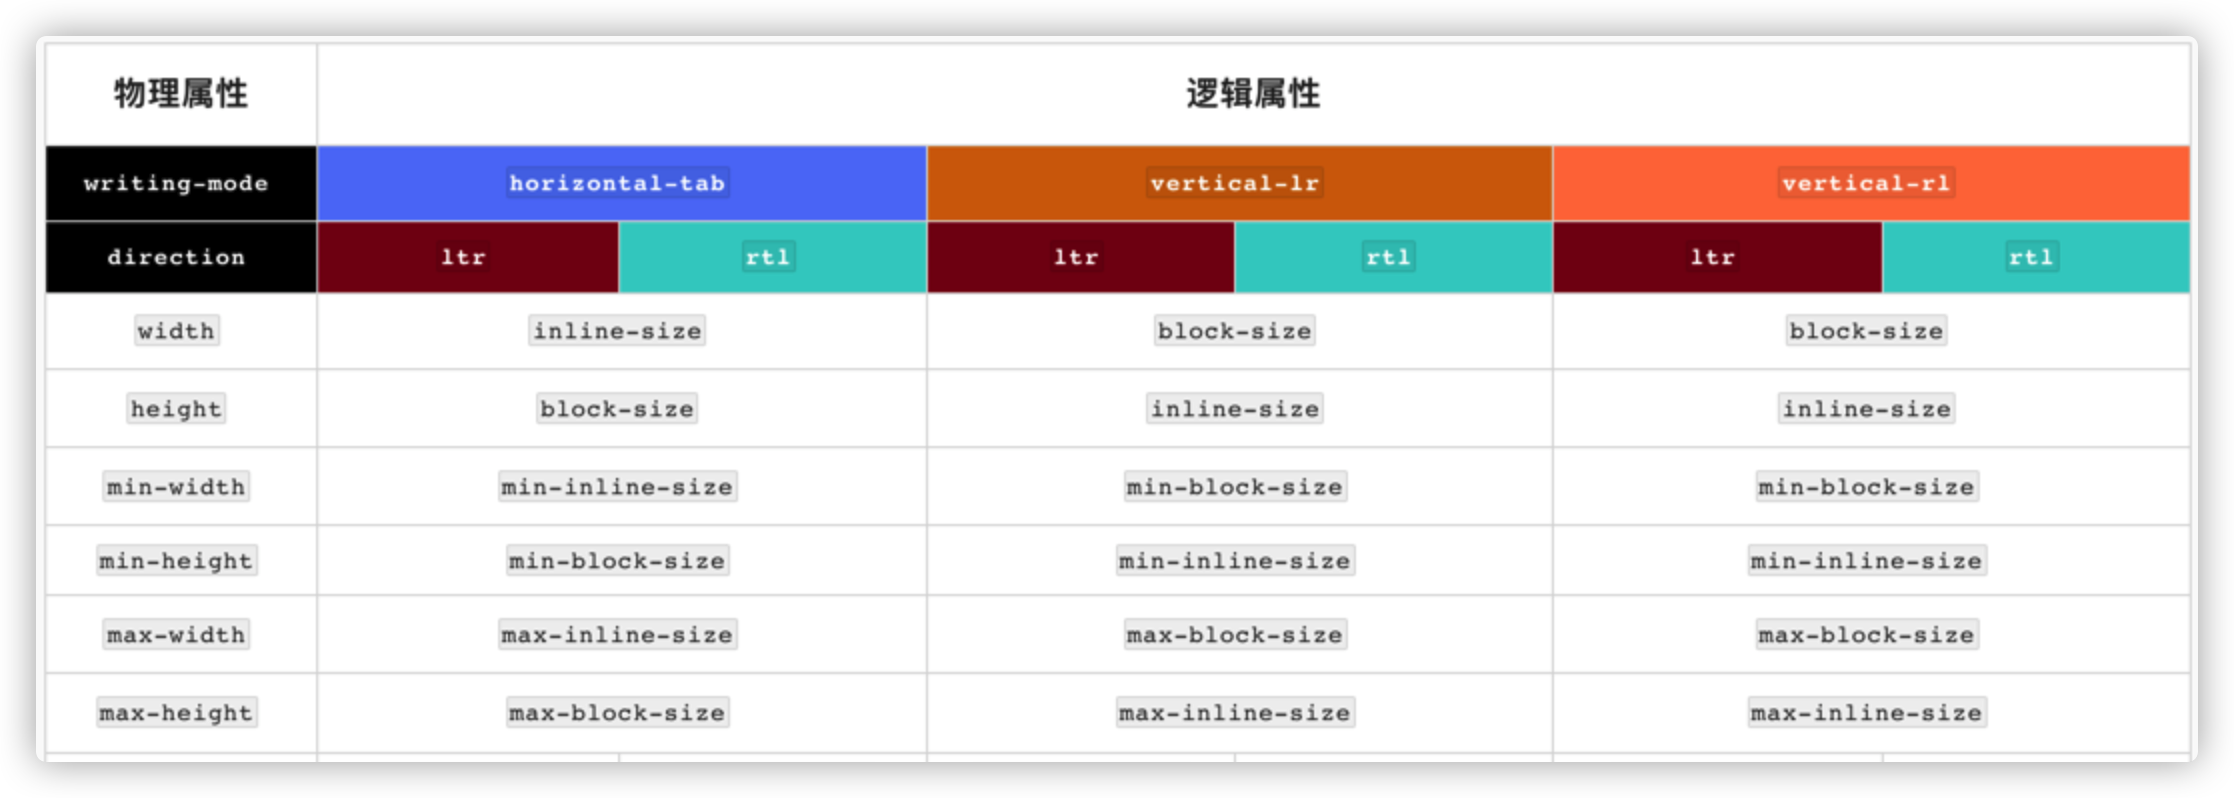 物理属性 逻辑属性
writing-mode horizontal-tab vertical-lr vertical-rl
direction ltr rtl ltr rtl ltr rtl
width inline-size block-size block-size
height block-size inline-size inline-size
min-width min-inline-size min-block-size min-block-size
min-height min-block-size min-inline-size min-inline-size
max-width max-inline-size max-block-size max-block-size
max-height max-block-size max-inline-size max-inline-size